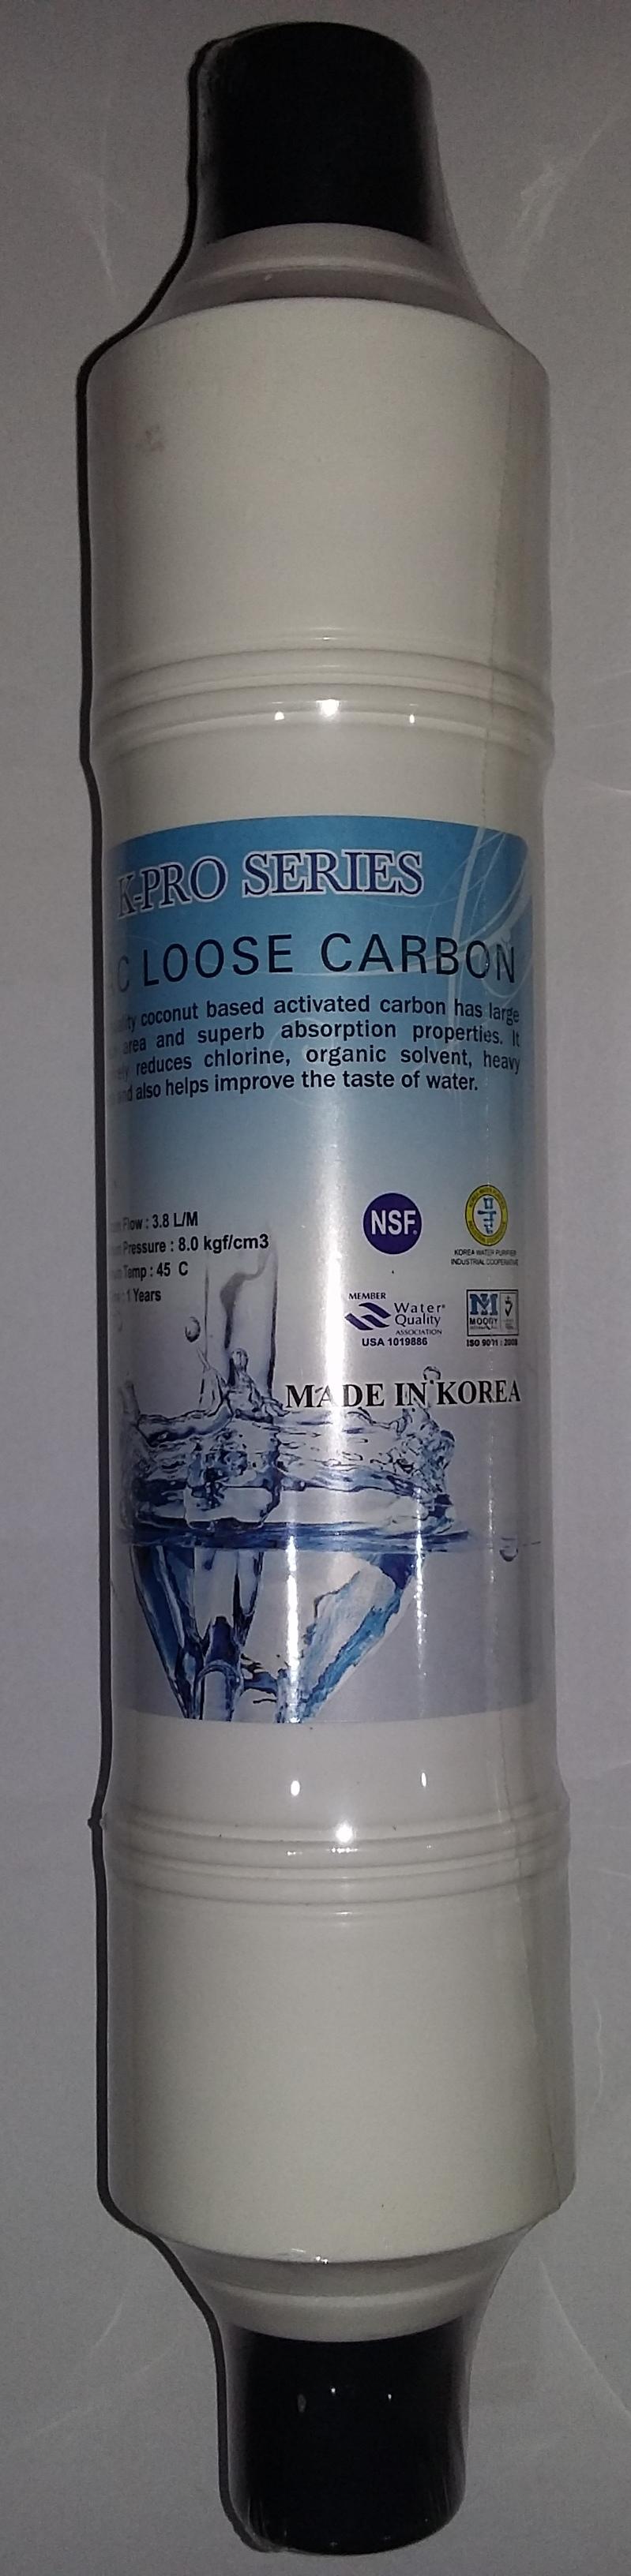 K-PRO SERIES
LOOSE CARBON
coconut based activated carbon has large
area and superb absorption properties. It
reduces chlorine, organic solvent, heavy
and also helps improve the taste of water.
Flow : 3.8 L/M
Pressure : 8.0 kgf/cm3
Temp : 45 C
: 1 Years
NSF.
KOREA WATER PURIFIER
INDUSTRIAL COOPERATIVE
MEMBER
Water
Quality
ASSOCIATION
USA 1019886
MOODY
ISO 9001 : 2008
MADE IN KOREA